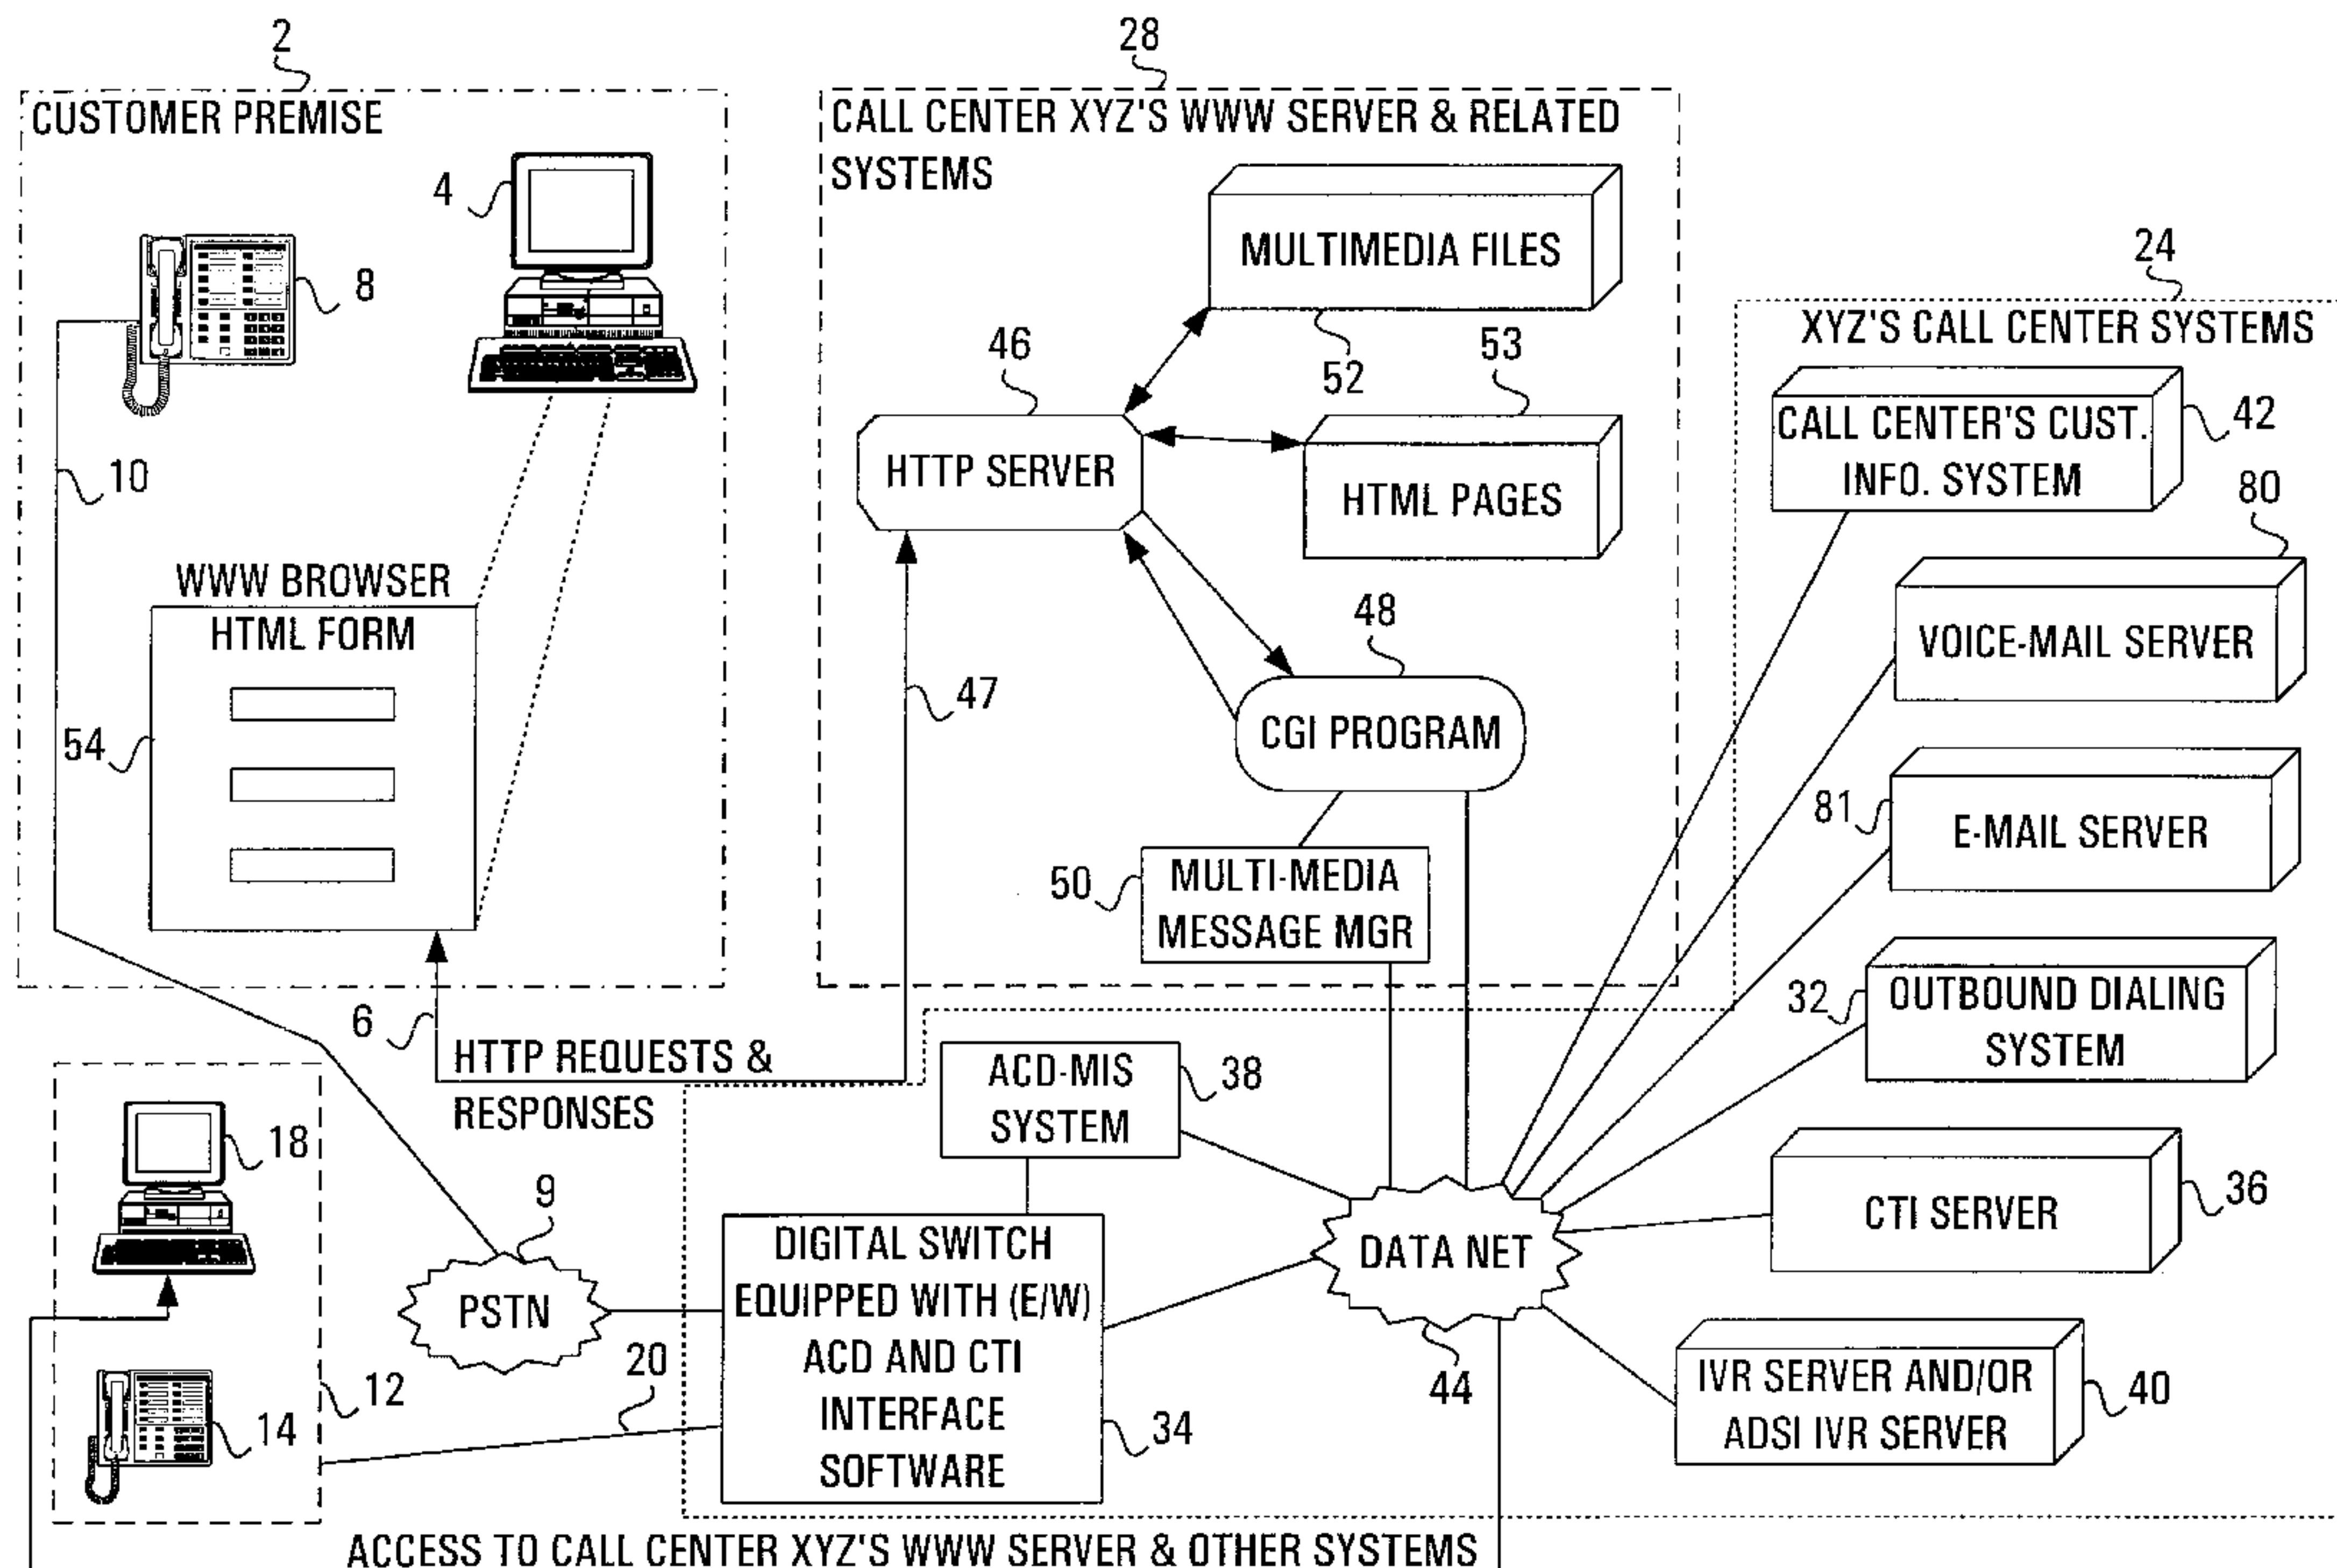 2
28
CUSTOMER PREMISE
CALL CENTER XYZ'S WWW SERVER & RELATED
SYSTEMS
4
8
MULTIMEDIA FILES
52
24
XYZ'S CALL CENTER SYSTEMS
46
53
HTTP SERVER
HTML PAGES
CALL CENTER'S CUST.
INFO. SYSTEM
42
10
80
VOICE-MAIL SERVER
WWW BROWSER
HTML FORM
54
48
47
CGI PROGRAM
81
E-MAIL SERVER
50
MULTI-MEDIA
MESSAGE MGR
32
OUTBOUND DIALING
SYSTEM
6
HTTP REQUESTS &
RESPONSES
ACD-MIS
SYSTEM
38
18
9
PSTN
DIGITAL SWITCH
EQUIPPED WITH (E/W)
ACD AND CTI
INTERFACE
SOFTWARE
34
DATA NET
44
CTI SERVER
36
20
12
14
IVR SERVER AND/OR
ADSI IVR SERVER
40
ACCESS TO CALL CENTER XYZ'S WWW SERVER & OTHER SYSTEMS